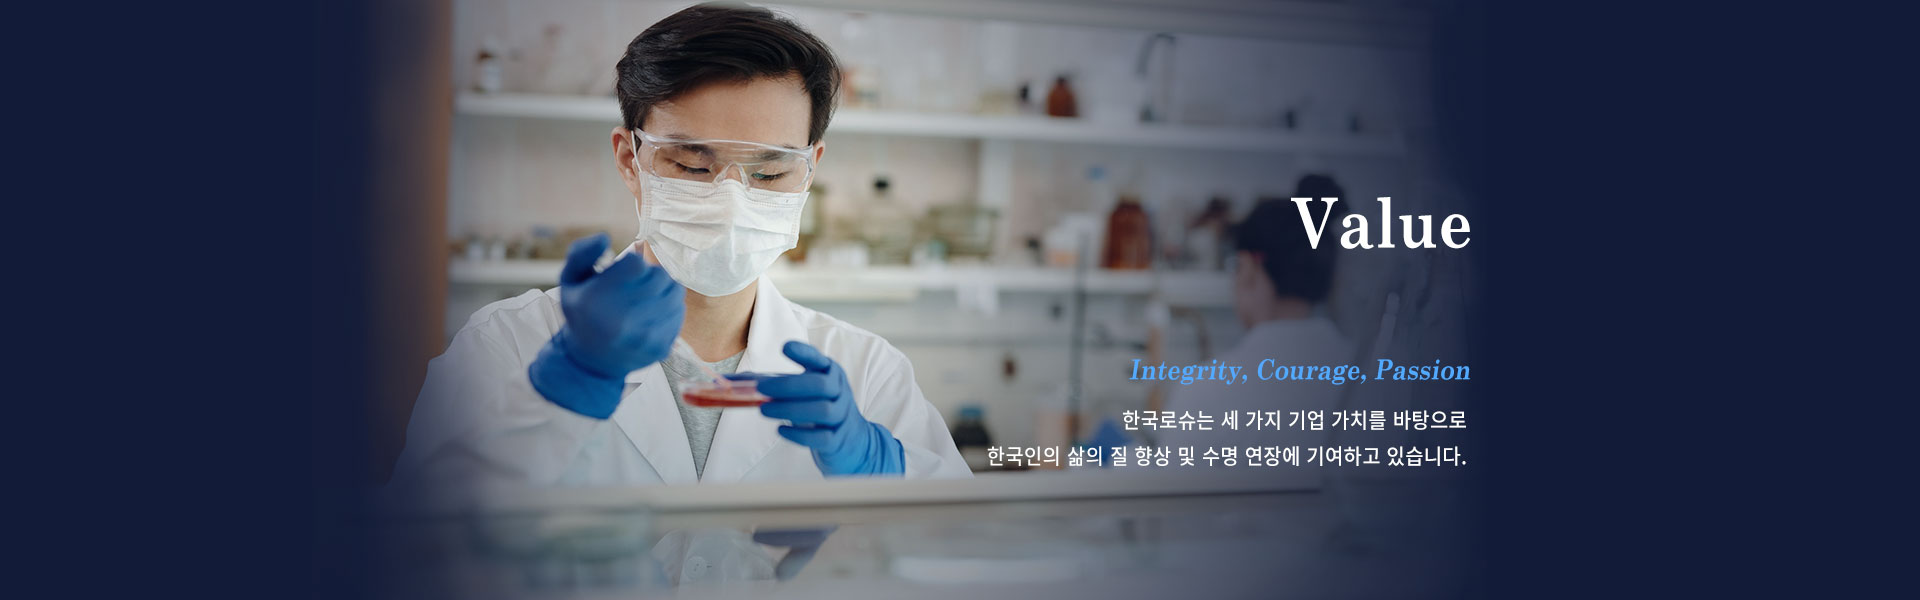 Value
Integrity, Courage, Passion
한국로슈는 세 가지 기업 가치를 바탕으로
한국인의 삶의 질 향상 및 수명 연장에 기여하고 있습니다.